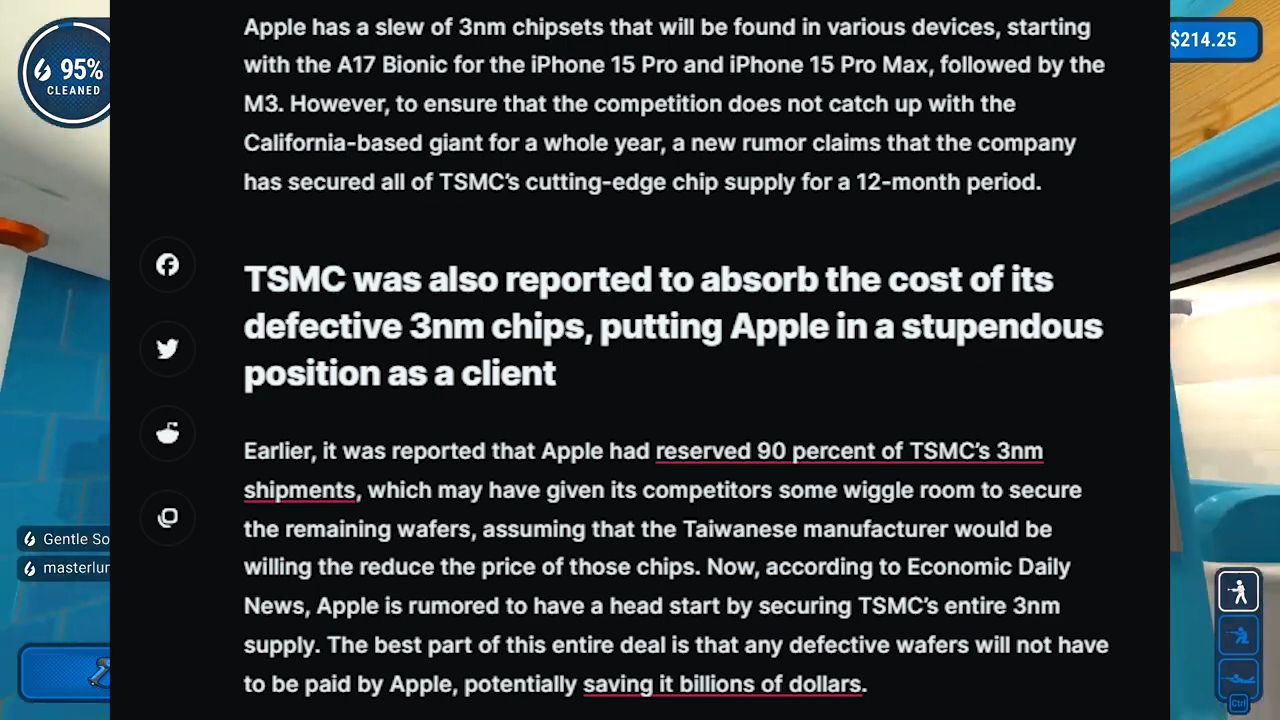 Apple has a slew of 3nm chipsets that will be found in various devices, starting
with the A17 Bionic for the iPhone 15 Pro and iPhone 15 Pro Max, followed by the
M3. However, to ensure that the competition does not catch up with the
California-based giant for a whole year, a new rumor claims that the company
has secured all of TSMC's cutting-edge chip supply for a 12-month period.
TSMC was also reported to absorb the cost of its
defective 3nm chips, putting Apple in a stupendous
position as a client
Earlier, it was reported that Apple had reserved 90 percent of TSMC's 3nm
shipments, which may have given its competitors some wiggle room to secure
the remaining wafers, assuming that the Taiwanese manufacturer would be
willing the reduce the price of those chips. Now, according to Economic Daily
News, Apple is rumored to have a head start by securing TSMC's entire 3nm
supply. The best part of this entire deal is that any defective wafers will not have
to be paid by Apple, potentially saving it billions of dollars.
95%
CLEANED
$214.25
Gentle So
masterlur
Ctrl